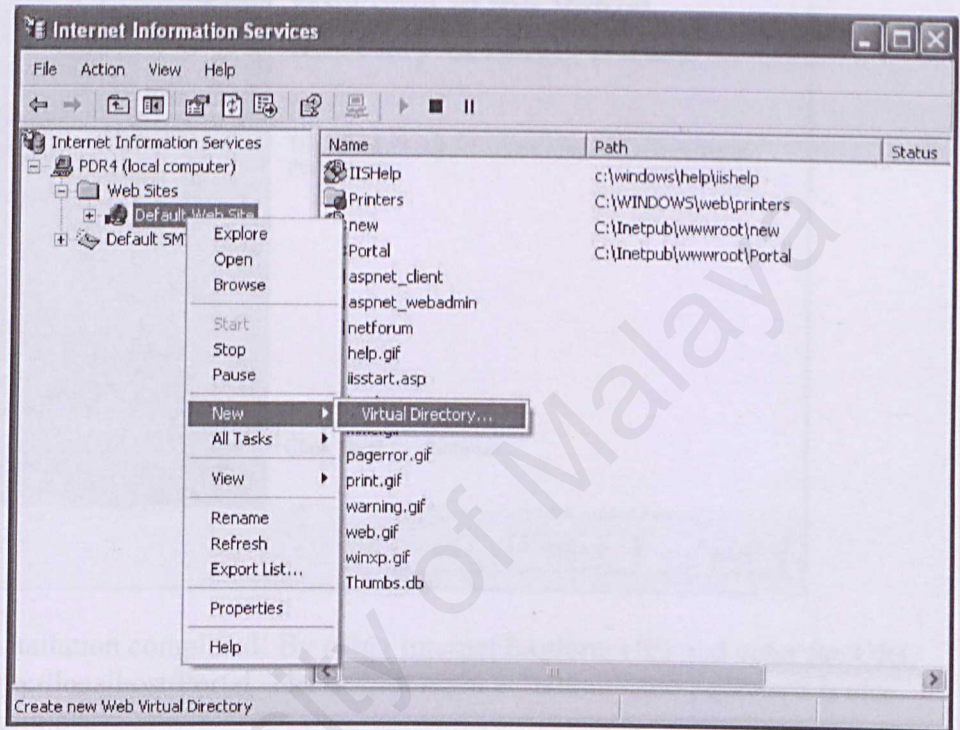 Internet Information Services
File Action View Help
Internet Information Services
PDR4 (local computer)
Web Sites
Default Web Site
Default SM
Explore
Open
Browse
Start
Stop
Pause
New
Virtual Directory...
All Tasks
View
Rename
Refresh
Export List...
Properties
Help
Name Path Status
IISHelp c:\windows\help\iishelp
Printers C:\WINDOWS\web\printers
new C:\Inetpub\wwwroot\new
Portal C:\Inetpub\wwwroot\Portal
aspnet_client
aspnet_webadmin
netforum
help.gif
iisstart.asp
pagerror.gif
print.gif
warning.gif
web.gif
winxp.gif
Thumbs.db
Create new Web Virtual Directory
ity of Malaya